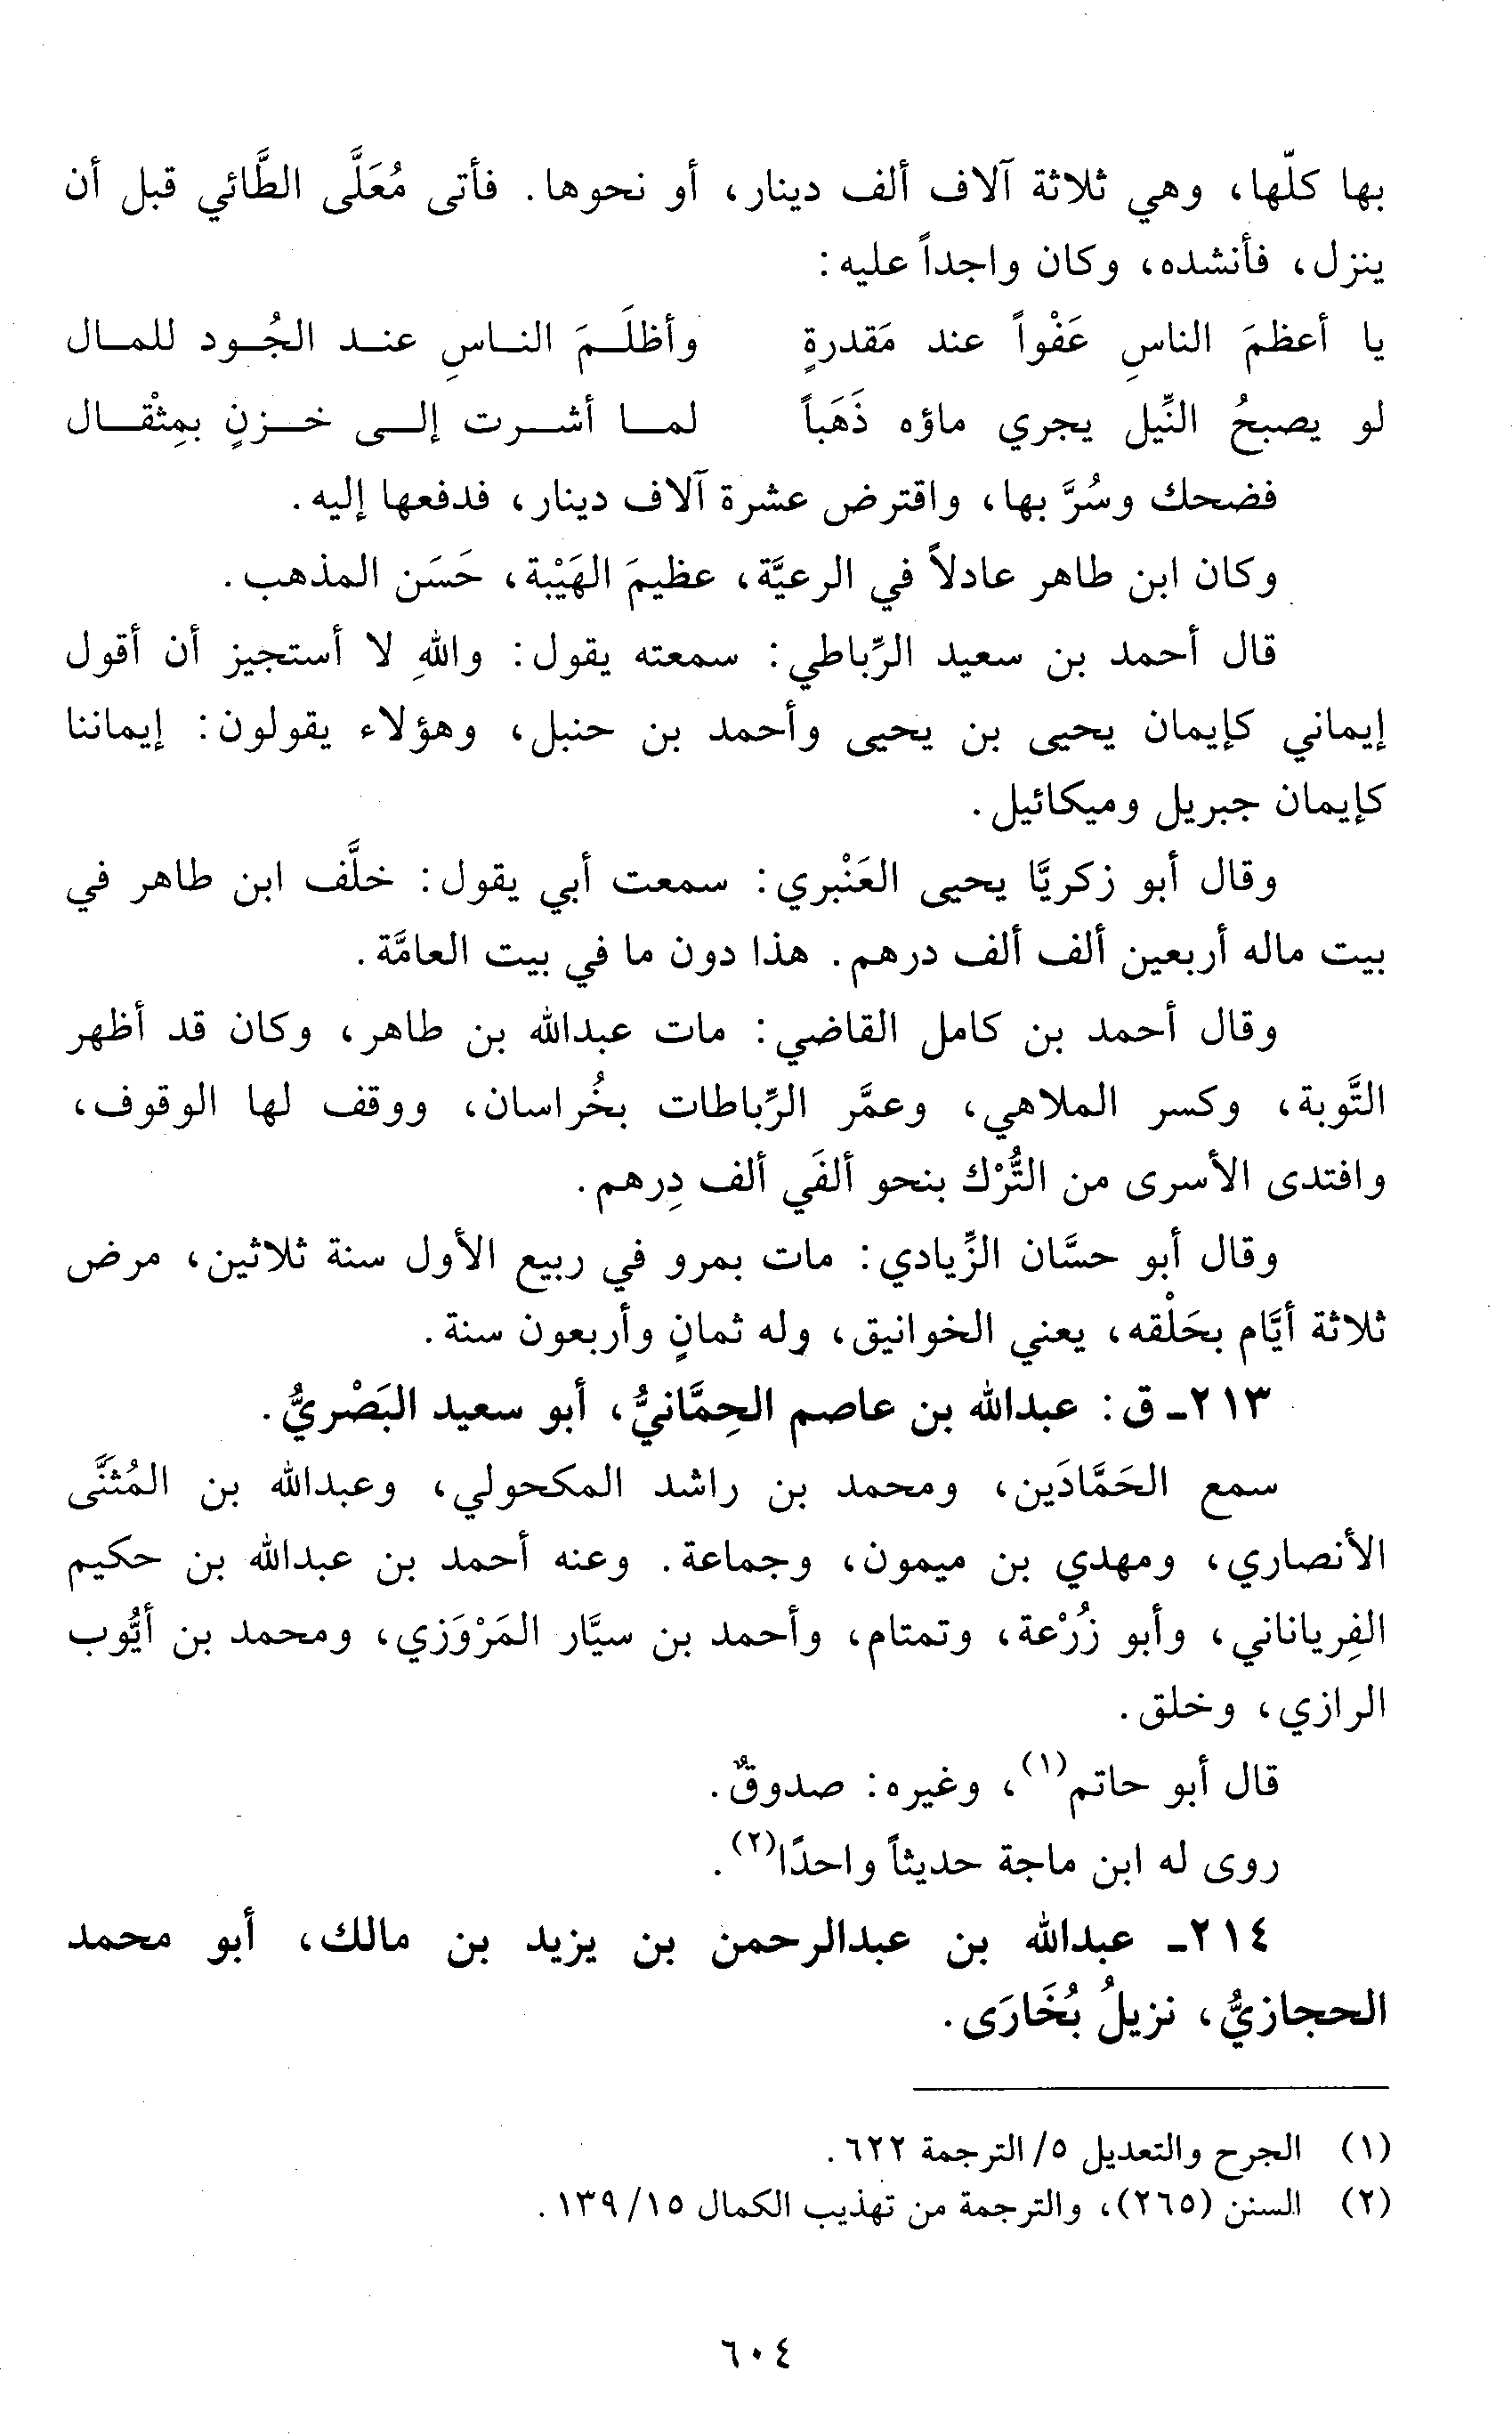 بها كلّها، وهي ثلاثة آلاف ألف دينار، أو نحوها. فأتى مُعَلَّى الطَّائي قبل أن
ينزل، فأنشده، وكان واجداً عليه:
يا أعظمَ الناسِ عَفْواً عند مَقدرةٍ وأظلَمَ الناسِ عند الجُود للمال
لو يصبحُ النِّيل يجري ماؤه ذَهَباً لما أشرت إلى خزنٍ بمِثْقال
فضحك وسُرَّ بها، واقترض عشرة آلاف دينار، فدفعها إليه.
وكان ابن طاهر عادلاً في الرعيَّة، عظيمَ الهَيْبة، حَسَن المذهب.
قال أحمد بن سعيد الرِّباطي: سمعته يقول: واللهِ لا أستجيز أن أقول
إيماني كإيمان يحيى بن يحيى وأحمد بن حنبل، وهؤلاء يقولون: إيماننا
كإيمان جبريل وميكائيل.
وقال أبو زكريَّا يحيى العَنْبري: سمعت أبي يقول: خلَّف ابن طاهر في
بيت ماله أربعين ألف ألف درهم. هذا دون ما في بيت العامَّة.
وقال أحمد بن كامل القاضي: مات عبدالله بن طاهر، وكان قد أظهر
التَّوبة، وكسر الملاهي، وعمَّر الرِّباطات بخُراسان، ووقف لها الوقوف،
وافتدى الأسرى من التُّرْك بنحو ألفَي ألف دِرهم.
وقال أبو حسَّان الزِّيادي: مات بمرو في ربيع الأول سنة ثلاثين، مرض
ثلاثة أيَّام بحَلْقه، يعني الخوانيق، وله ثمانٍ وأربعون سنة.
٢١٣- ق: عبدالله بن عاصم الحِمَّانيُّ، أبو سعيد البَصْريُّ.
سمع الحَمَّادَين، ومحمد بن راشد المكحولي، وعبدالله بن المُثنَّى
الأنصاري، ومهدي بن ميمون، وجماعة. وعنه أحمد بن عبدالله بن حكيم
الفِرياناني، وأبو زُرْعة، وتمتام، وأحمد بن سيَّار المَرْوَزي، ومحمد بن أيُّوب
الرازي، وخلق.
قال أبو حاتم(١)، وغيره: صدوقٌ.
روى له ابن ماجة حديثاً واحدًا(٢).
٢١٤- عبدالله بن عبدالرحمن بن يزيد بن مالك، أبو محمد
الحجازيُّ، نزيلُ بُخَارَى.
(١) الجرح والتعديل ٥/ الترجمة ٦٢٢.
(٢) السنن (٢٦٥)، والترجمة من تهذيب الكمال ١٥/ ١٣٩.
٦٠٤